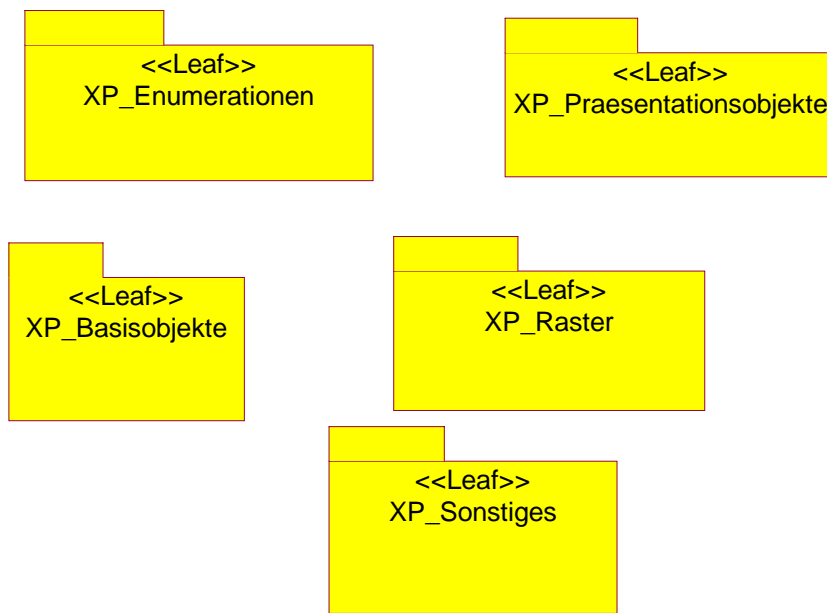 <<Leaf>>
XP_Enumerationen
<<Leaf>>
XP_Praesentationsobjekte
<<Leaf>>
XP_Basisobjekte
<<Leaf>>
XP_Raster
<<Leaf>>
XP_Sonstiges